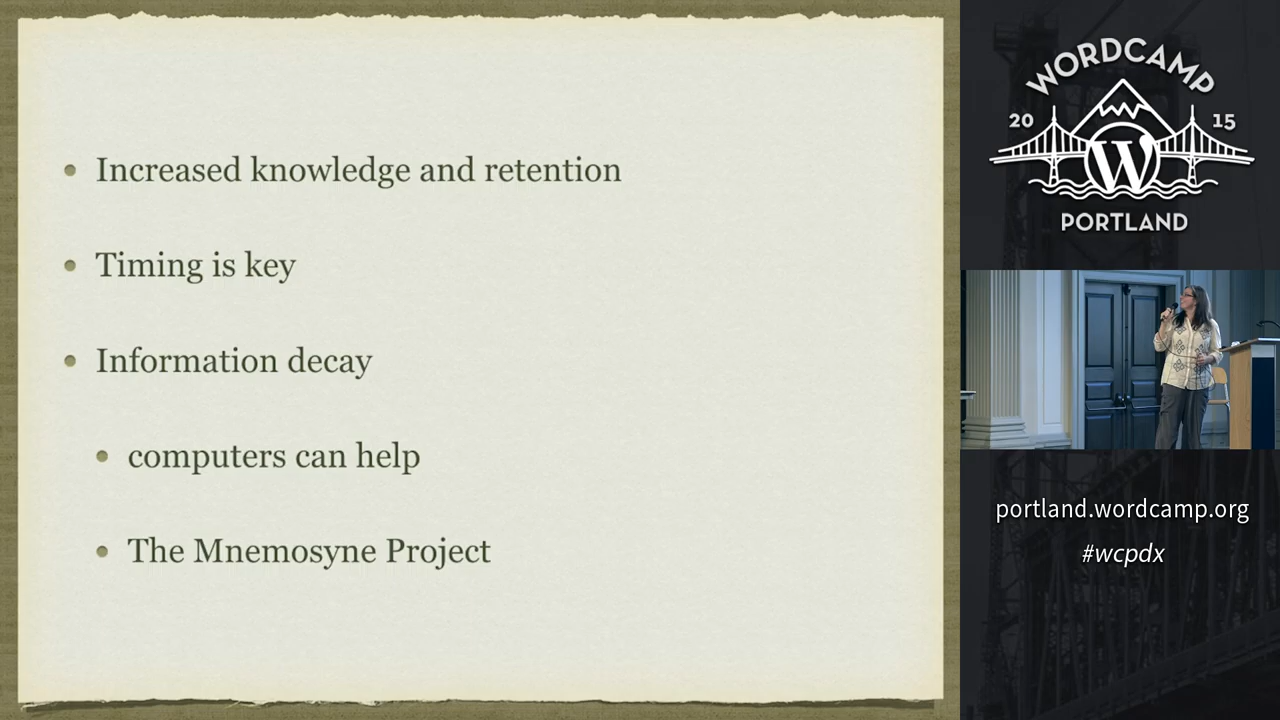 Increased knowledge and retention
Timing is key
Information decay
computers can help
The Mnemosyne Project
WORDCAMP
20 15
W
PORTLAND
portland.wordcamp.org
#wcpdx